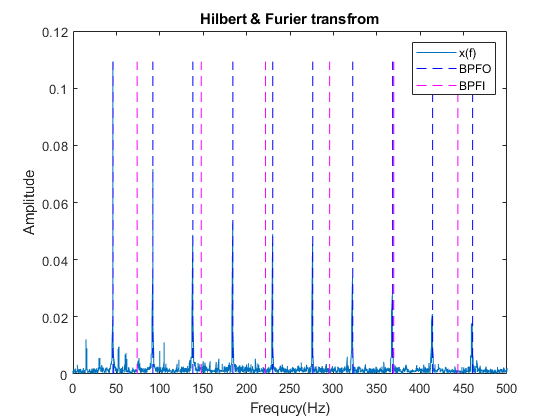 Hilbert & Furier transfrom
0.12
0.1
0.08
0.06
0.04
0.02
0
Amplitude
x(f)
BPFO
BPFI
0 50 100 150 200 250 300 350 400 450 500
Frequcy(Hz)